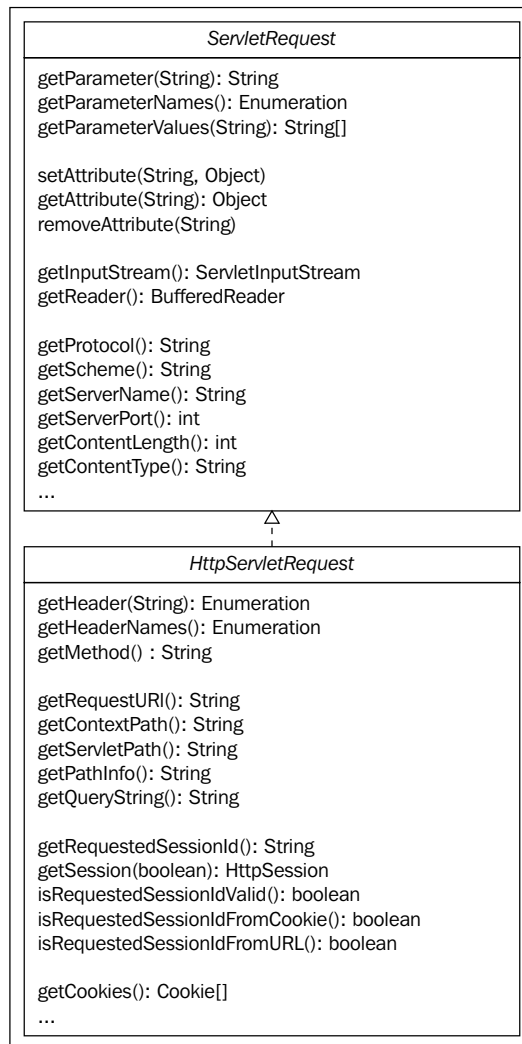 ServletRequest
getParameter(String): String
getParameterNames(): Enumeration
getParameterValues(String): String[]
setAttribute(String, Object)
getAttribute(String): Object
removeAttribute(String)
getInputStream(): ServletInputStream
getReader(): BufferedReader
getProtocol(): String
getScheme(): String
getServerName(): String
getServerPort(): int
getContentLength(): int
getContentType(): String
...
HttpServletRequest
getHeader(String): Enumeration
getHeaderNames(): Enumeration
getMethod() : String
getRequestURI(): String
getContextPath(): String
getServletPath(): String
getPathInfo(): String
getQueryString(): String
getRequestedSessionId(): String
getSession(boolean): HttpSession
isRequestedSessionIdValid(): boolean
isRequestedSessionIdFromCookie(): boolean
isRequestedSessionIdFromURL(): boolean
getCookies(): Cookie[]
...